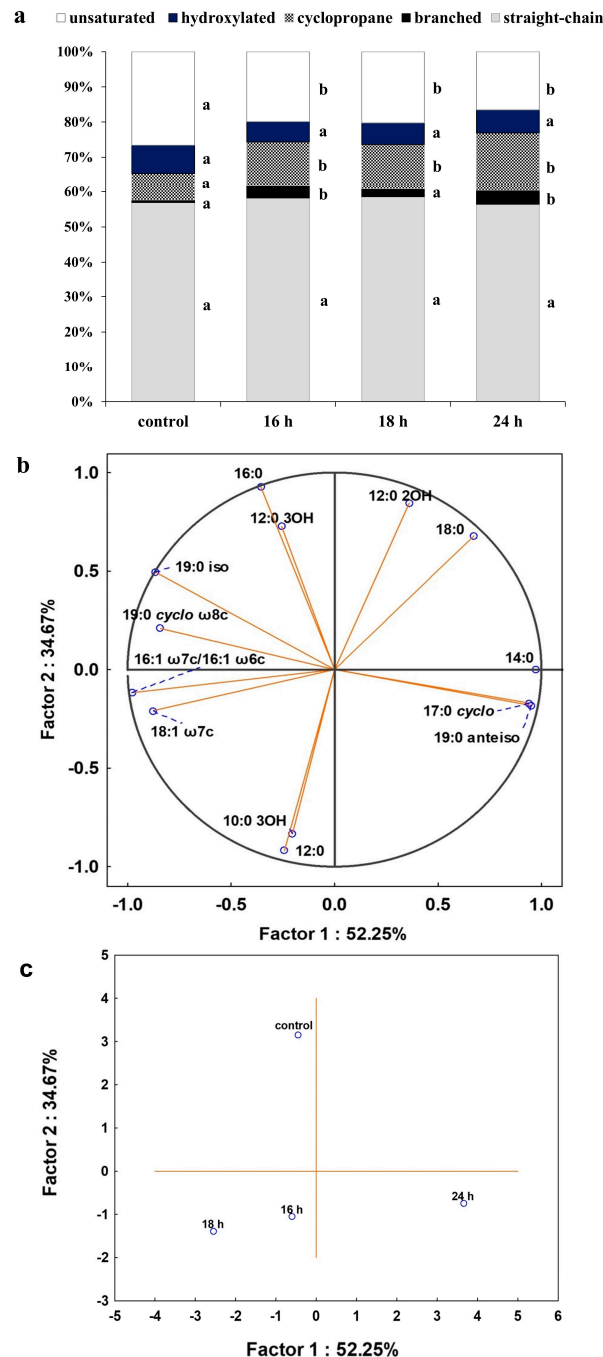 a
unsaturated hydroxylated cyclopropane branched straight-chain
100%
90%
80%
70%
60%
50%
40%
30%
20%
10%
0%
a
a
a
a
a
b
a
b
b
a
b
a
b
a
a
b
a
b
b
a
control 16 h 18 h 24 h
b
1.0
0.5
0.0
-0.5
-1.0
Factor 2 : 34.67%
16:0
12:0 3OH
12:0 2OH
18:0
19:0 iso
19:0 cyclo ω8c
16:1 ω7c/16:1 ω6c
18:1 ω7c
14:0
17:0 cyclo
19:0 anteiso
10:0 3OH
12:0
-1.0 -0.5 0.0 0.5 1.0
Factor 1 : 52.25%
c
5
4
3
2
1
0
-1
-2
-3
Factor 2 : 34.67%
control
18 h
16 h
24 h
-5 -4 -3 -2 -1 0 1 2 3 4 5 6
Factor 1 : 52.25%